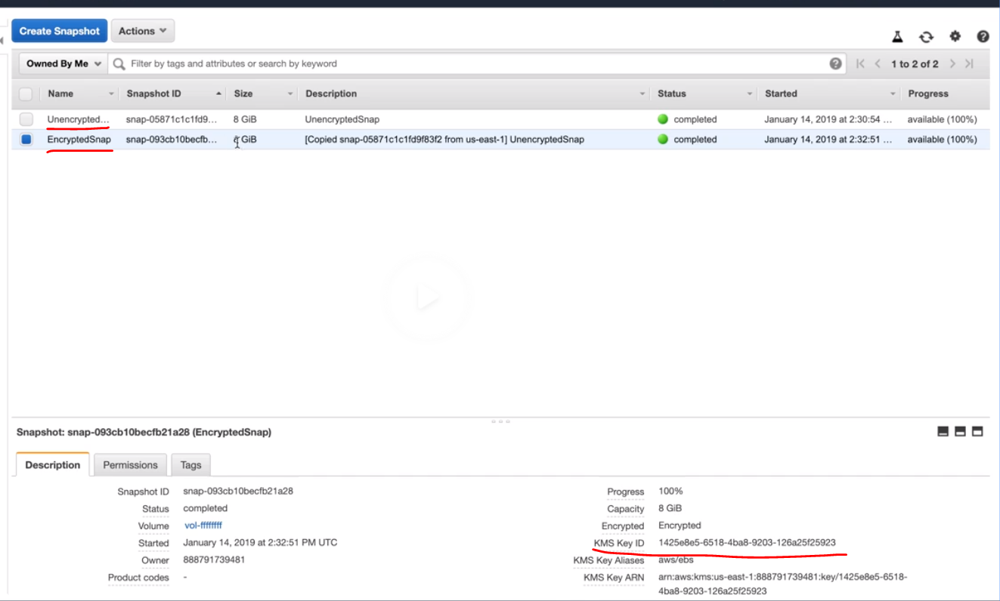 Create Snapshot Actions
Owned By Me Filter by tags and attributes or search by keyword 1 to 2 of 2
Name Snapshot ID Size Description Status Started Progress
Unencrypted... snap-05871c1c1fd9... 8 GiB UnencryptedSnap completed January 14, 2019 at 2:30:54 ... available (100%)
EncryptedSnap snap-093cb10becfb... GiB [Copied snap-05871c1c1fd9f83f2 from us-east-1] UnencryptedSnap completed January 14, 2019 at 2:32:51 ... available (100%)
Snapshot: snap-093cb10becfb21a28 (EncryptedSnap)
Description Permissions Tags
Snapshot ID snap-093cb10becfb21a28 Progress 100%
Status completed Capacity 8 GiB
Volume vol-ffffffff Encrypted Encrypted
Started January 14, 2019 at 2:32:51 PM UTC KMS Key ID 1425e8e5-6518-4ba8-9203-126a25f25923
Owner 888791739481 KMS Key Aliases aws/ebs
Product codes - KMS Key ARN arn:aws:kms:us-east-1:888791739481:key/1425e8e5-6518-
4ba8-9203-126a25f25923